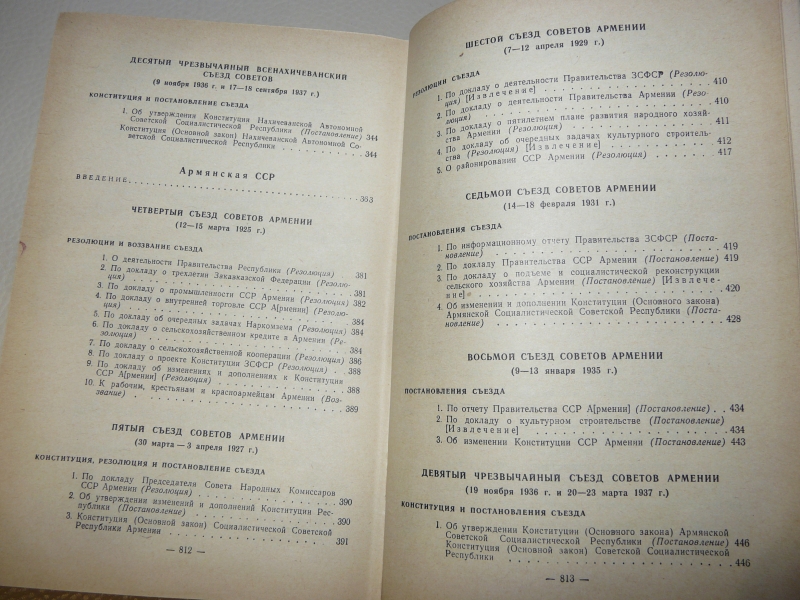 ДЕСЯТЫЙ ЧРЕЗВЫЧАЙНЫЙ ВСЕНАХИЧЕВАНСКИЙ
СЪЕЗД СОВЕТОВ
(9 ноября 1936 г. и 17—18 сентября 1937 г.)
КОНСТИТУЦИЯ И ПОСТАНОВЛЕНИЕ СЪЕЗДА
1. Об утверждении Конституции Нахичеванской Автономной
Советской Социалистической Республики (Постановление) 344
Конституция (Основной закон) Нахичеванской Автономной Со-
ветской Социалистической Республики . . . . . . . . 344
Армянская ССР
ВВЕДЕНИЕ. . . . . . . . . . . . . . . . . . . . . 363
ЧЕТВЕРТЫЙ СЪЕЗД СОВЕТОВ АРМЕНИИ
(12—15 марта 1925 г.)
РЕЗОЛЮЦИИ И ВОЗЗВАНИЕ СЪЕЗДА
1. О деятельности Правительства Республики (Резолюция) 381
2. По докладу о трехлетии Закавказской Федерации (Резолю-
ция) . . . . . . . . . . . . . . . . . . . . . 381
3. По докладу о промышленности ССР Армении (Резолюция) 382
4. По докладу о внутренней торговле ССР А[рмении] (Резолю-
ция) . . . . . . . . . . . . . . . . . . . . . 384
5. По докладу об очередных задачах Наркомзема (Резолюция) 384
6. По докладу о сельскохозяйственном кредите в Армении (Ре-
золюция) . . . . . . . . . . . . . . . . . . . 384
7. По докладу о сельскохозяйственной кооперации (Резолюция) 386
8. По докладу о проекте Конституции ЗСФСР (Резолюция) . 388
9. По докладу об изменениях и дополнениях к Конституции
ССР А[рмении] (Резолюция) . . . . . . . . . . . 388
10. К рабочим, крестьянам и красноармейцам Армении (Воз-
звание) . . . . . . . . . . . . . . . . . . . . 389
ПЯТЫЙ СЪЕЗД СОВЕТОВ АРМЕНИИ
(30 марта — 3 апреля 1927 г.)
КОНСТИТУЦИЯ, РЕЗОЛЮЦИЯ И ПОСТАНОВЛЕНИЕ СЪЕЗДА
1. По докладу Председателя Совета Народных Комиссаров
ССР Армении (Резолюция) . . . . . . . . . . . . 390
2. Об утверждении изменений и дополнений Конституции Рес-
публики (Постановление) . . . . . . . . . . . . 390
3. Конституция (Основной закон) Социалистической Советской
Республики Армении . . . . . . . . . . . . . . 391
— 812 —
ШЕСТОЙ СЪЕЗД СОВЕТОВ АРМЕНИИ
(7—12 апреля 1929 г.)
РЕЗОЛЮЦИИ СЪЕЗДА
1. По докладу о деятельности Правительства ЗСФСР (Резолю-
ция) [Извлечение] . . . . . . . . . . . . . . . 410
2. По докладу о деятельности Правительства Армении (Резо-
люция) . . . . . . . . . . . . . . . . . . . . 410
3. По докладу о пятилетнем плане развития народного хозяй-
ства Армении (Резолюция) . . . . . . . . . . . . 411
4. По докладу об очередных задачах культурного строитель-
ства (Резолюция) [Извлечение] . . . . . . . . . . 412
5. О районировании ССР Армении (Резолюция) . . . . . 417
СЕДЬМОЙ СЪЕЗД СОВЕТОВ АРМЕНИИ
(14—18 февраля 1931 г.)
ПОСТАНОВЛЕНИЯ СЪЕЗДА
1. По информационному отчету Правительства ЗСФСР (Поста-
новление) . . . . . . . . . . . . . . . . . . . 419
2. По докладу Правительства ССР Армении (Постановление) 419
3. По докладу о подъеме и социалистической реконструкции
сельского хозяйства Армении (Постановление) [Извлече-
ние] . . . . . . . . . . . . . . . . . . . . . 420
4. Об изменении и дополнении Конституции (Основного закона)
Армянской Социалистической Советской Республики (Поста-
новление) . . . . . . . . . . . . . . . . . . . 428
ВОСЬМОЙ СЪЕЗД СОВЕТОВ АРМЕНИИ
(9—13 января 1935 г.)
ПОСТАНОВЛЕНИЯ СЪЕЗДА
1. По отчету Правительства ССР А[рмении] (Постановление) . . 434
2. По докладу о культурном строительстве (Постановление)
[Извлечение] . . . . . . . . . . . . . . . . . 434
3. Об изменении Конституции ССР Армении (Постановление) 443
ДЕВЯТЫЙ ЧРЕЗВЫЧАЙНЫЙ СЪЕЗД СОВЕТОВ АРМЕНИИ
(19 ноября 1936 г. и 20—23 марта 1937 г.)
КОНСТИТУЦИЯ И ПОСТАНОВЛЕНИЯ СЪЕЗДА
1. Об утверждении Конституции (Основного закона) Армянской
Советской Социалистической Республики (Постановление) 446
Конституция (Основной закон) Советской Социалистической
Республики . . . . . . . . . . . . . . . . . . 446
— 813 —